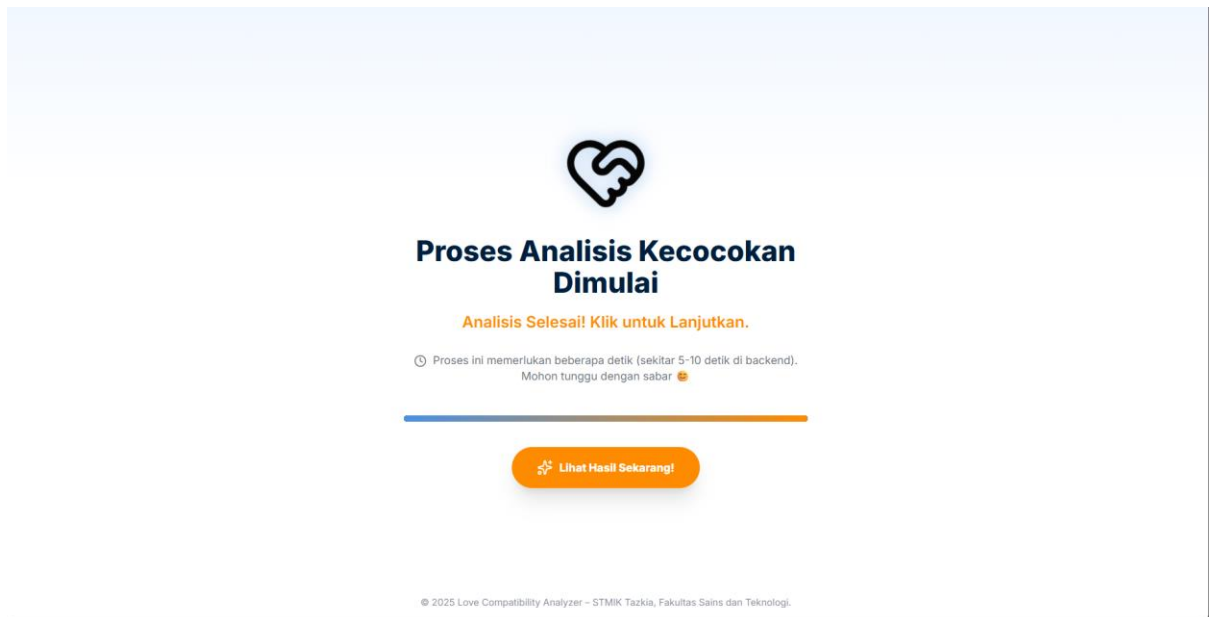 Proses Analisis Kecocokan
Dimulai
Analisis Selesai! Klik untuk Lanjutkan.
Proses ini memerlukan beberapa detik (sekitar 5-10 detik di backend).
Mohon tunggu dengan sabar 😄
Lihat Hasil Sekarang!
© 2025 Love Compatibility Analyzer – STMIK Tazkia, Fakultas Sains dan Teknologi.